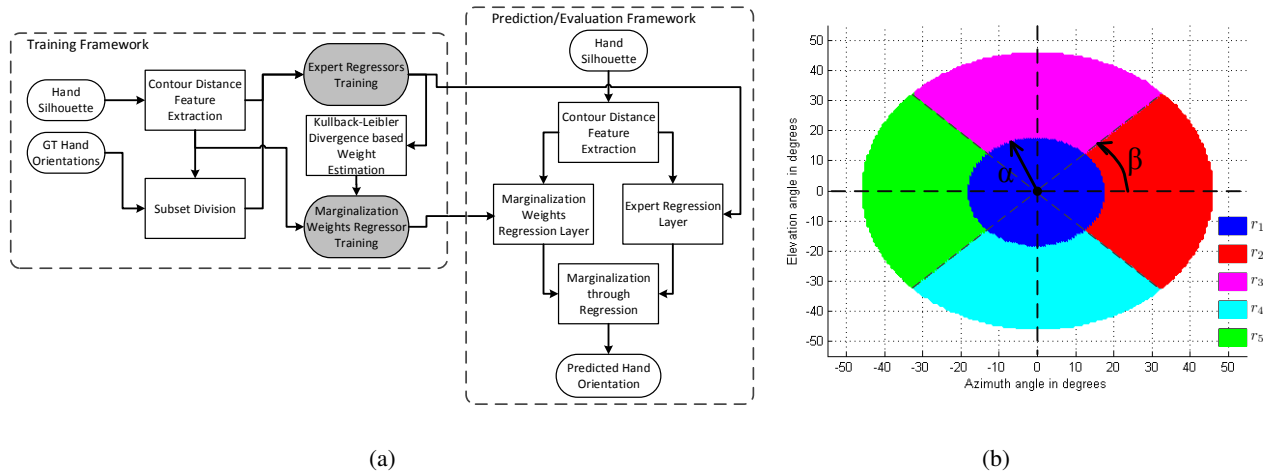 Training Framework
Hand
Silhouette
GT Hand
Orientations
Contour Distance
Feature
Extraction
Subset Division
Expert Regressors
Training
Kullback-Leibler
Divergence based
Weight
Estimation
Marginalization
Weights Regressor
Training
Prediction/Evaluation Framework
Hand
Silhouette
Contour Distance
Feature
Extraction
Marginalization
Weights
Regression Layer
Expert Regression
Layer
Marginalization
through
Regression
Predicted Hand
Orientation
(a)
Elevation angle in degrees
50
40
30
20
10
0
-10
-20
-30
-40
-50
α
β
r1
r2
r3
r4
r5
-50 -40 -30 -20 -10 0 10 20 30 40 50
Azimuth angle in degrees
(b)